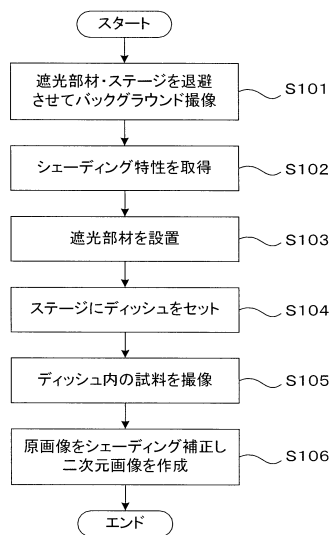 スタート
遮光部材・ステージを退避
させてバックグラウンド撮像
S101
シェーディング特性を取得
S102
遮光部材を設置
S103
ステージにディッシュをセット
S104
ディッシュ内の試料を撮像
S105
原画像をシェーディング補正し
二次元画像を作成
S106
エンド